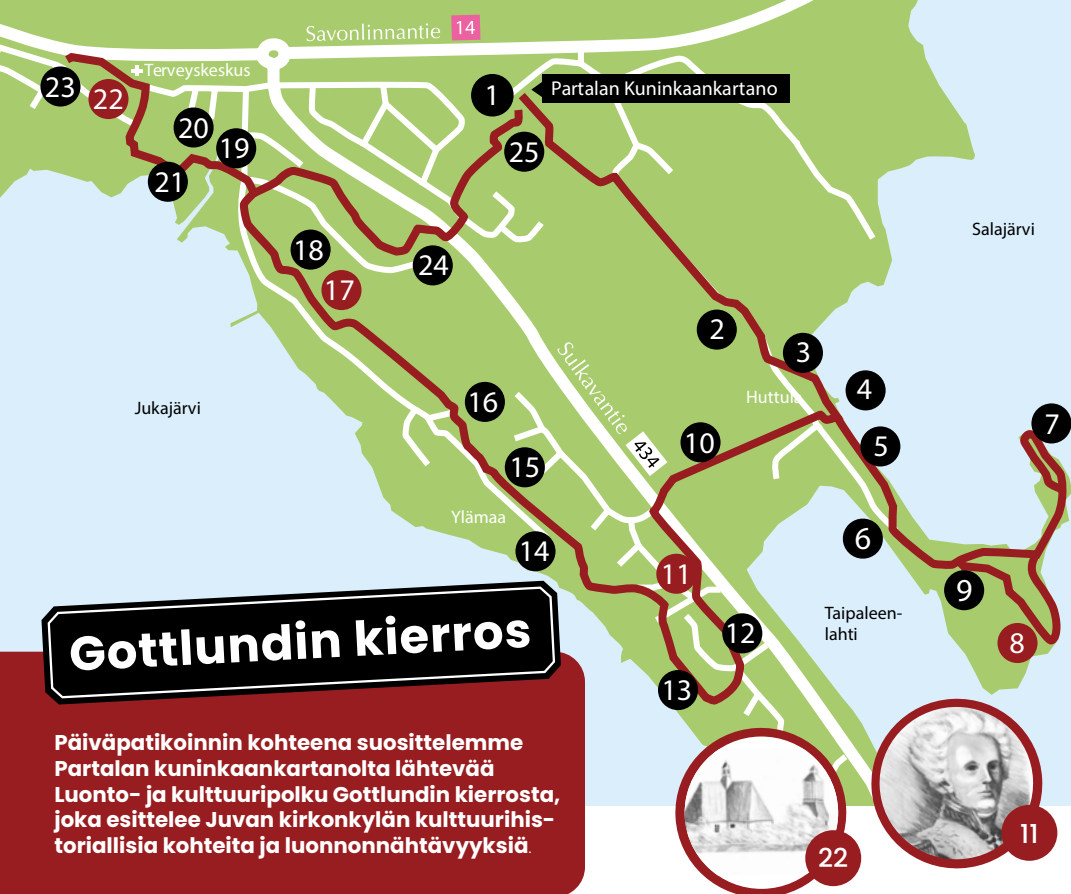 Savonlinnantie 14
Terveyskeskus
Partalan Kuninkaankartano
1
23
22
20
19
25
21
Salajärvi
18
24
17
2
3
Sulkavantie
434
4
Huttula
16
Jukajärvi
7
10
5
15
Ylämaa
6
14
11
9
Taipaleen-
lahti
12
8
13
Gottlundin kierros
Päiväpatikoinnin kohteena suosittelemme
Partalan kuninkaankartanolta lähtevää
Luonto- ja kulttuuripolku Gottlundin kierrosta,
joka esittelee Juvan kirkonkylän kulttuurihis-
toriallisia kohteita ja luonnonnähtävyyksiä.
22
11